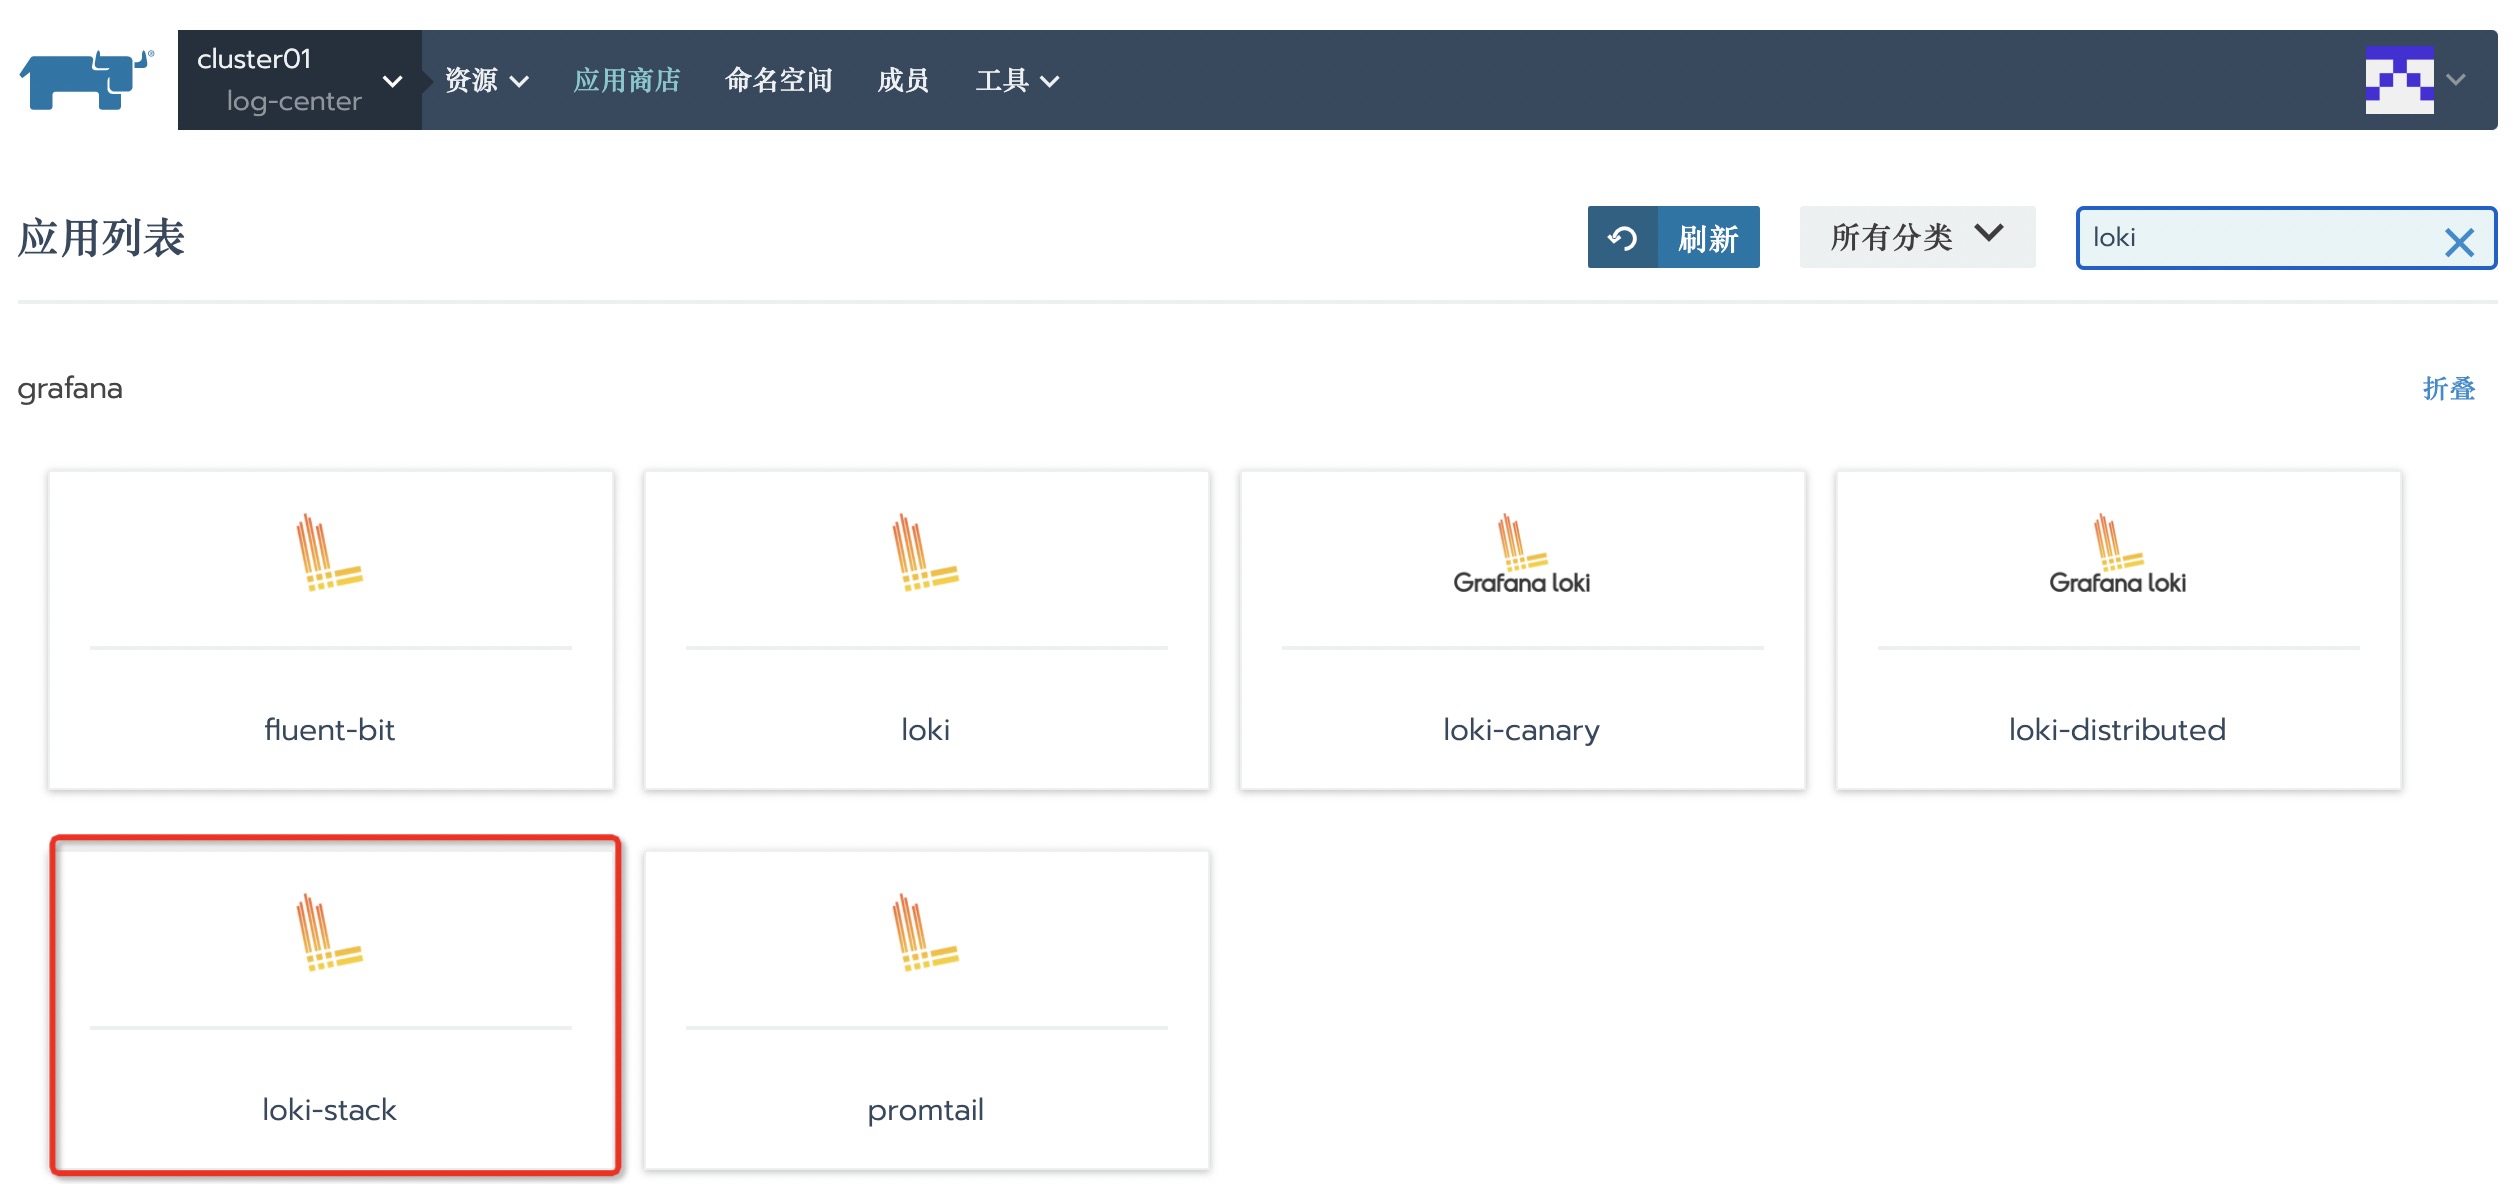 cluster01
log-center
资源
应用商店
命名空间
成员
工具
应用列表
刷新
所有分类
loki
grafana
折叠
fluent-bit
loki
Grafana loki
loki-canary
Grafana loki
loki-distributed
loki-stack
promtail